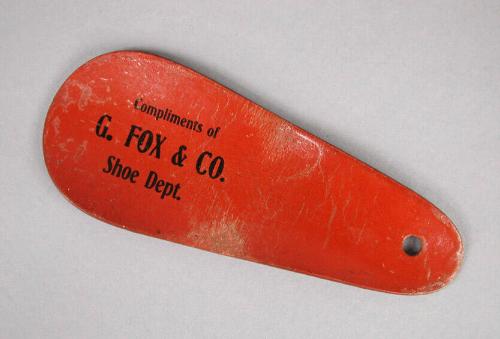 Compliments of
G. FOX & CO.
Shoe Dept.